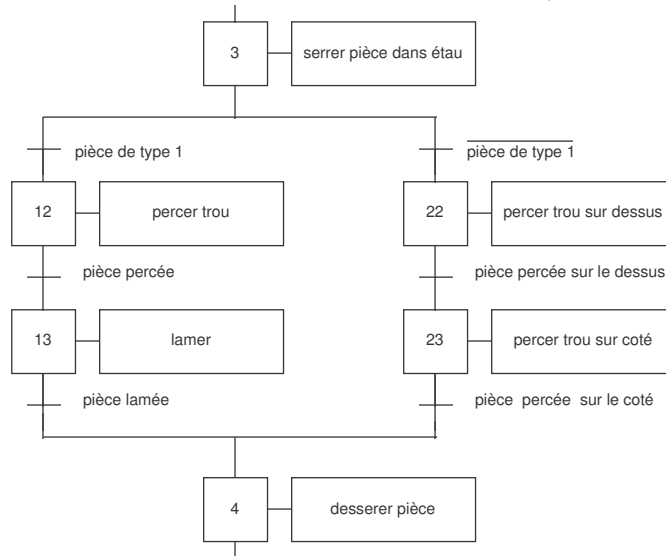 3 serrer pièce dans étau
pièce de type 1 pièce de type 1
12 percer trou 22 percer trou sur dessus
pièce percée pièce percée sur le dessus
13 lamer 23 percer trou sur coté
pièce lamée pièce percée sur le coté
4 desserer pièce